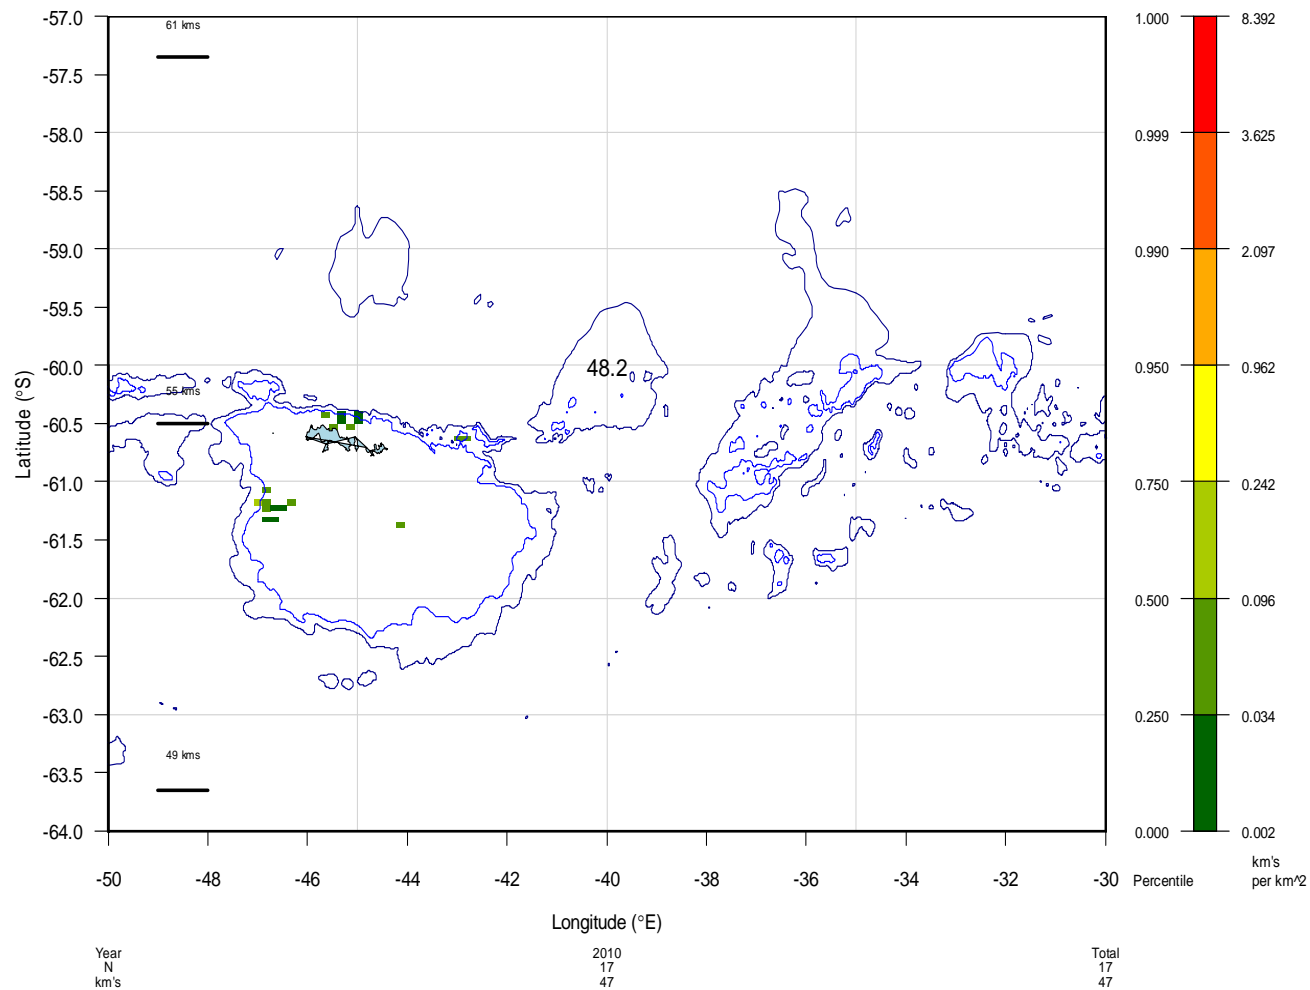 -57.0
-57.5
-58.0
-58.5
-59.0
-59.5
-60.0
-60.5
-61.0
-61.5
-62.0
-62.5
-63.0
-63.5
-64.0
Latitude (°S)
61 kms
55 kms
49 kms
48.2
-50 -48 -46 -44 -42 -40 -38 -36 -34 -32 -30
Longitude (°E)
1.000 8.392
0.999 3.625
0.990 2.097
0.950 0.962
0.750 0.242
0.500 0.096
0.250 0.034
0.000 0.002
Percentile km's
per km^2
Year 2010 Total
N 17 17
km's 47 47